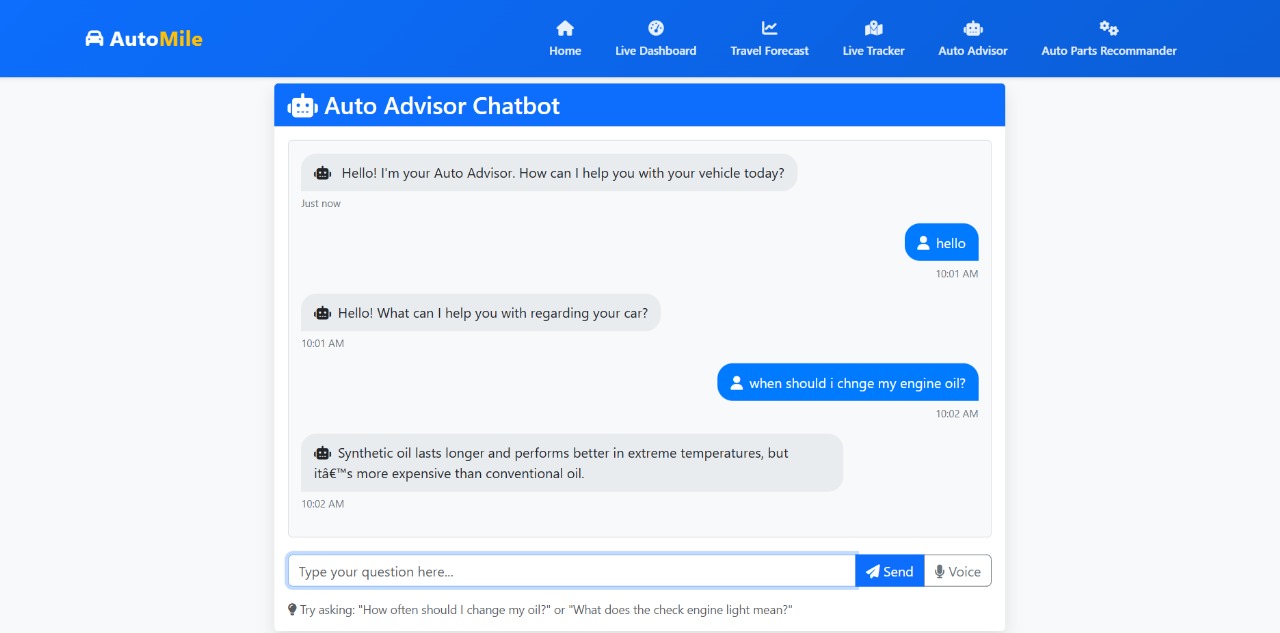 AutoMile
Home
Live Dashboard
Travel Forecast
Live Tracker
Auto Advisor
Auto Parts Recommander
Auto Advisor Chatbot
Hello! I'm your Auto Advisor. How can I help you with your vehicle today?
Just now
hello
10:01 AM
Hello! What can I help you with regarding your car?
10:01 AM
when should i chnge my engine oil?
10:02 AM
Synthetic oil lasts longer and performs better in extreme temperatures, but
itâ€™s more expensive than conventional oil.
10:02 AM
Type your question here...
Send
Voice
Try asking: "How often should I change my oil?" or "What does the check engine light mean?"